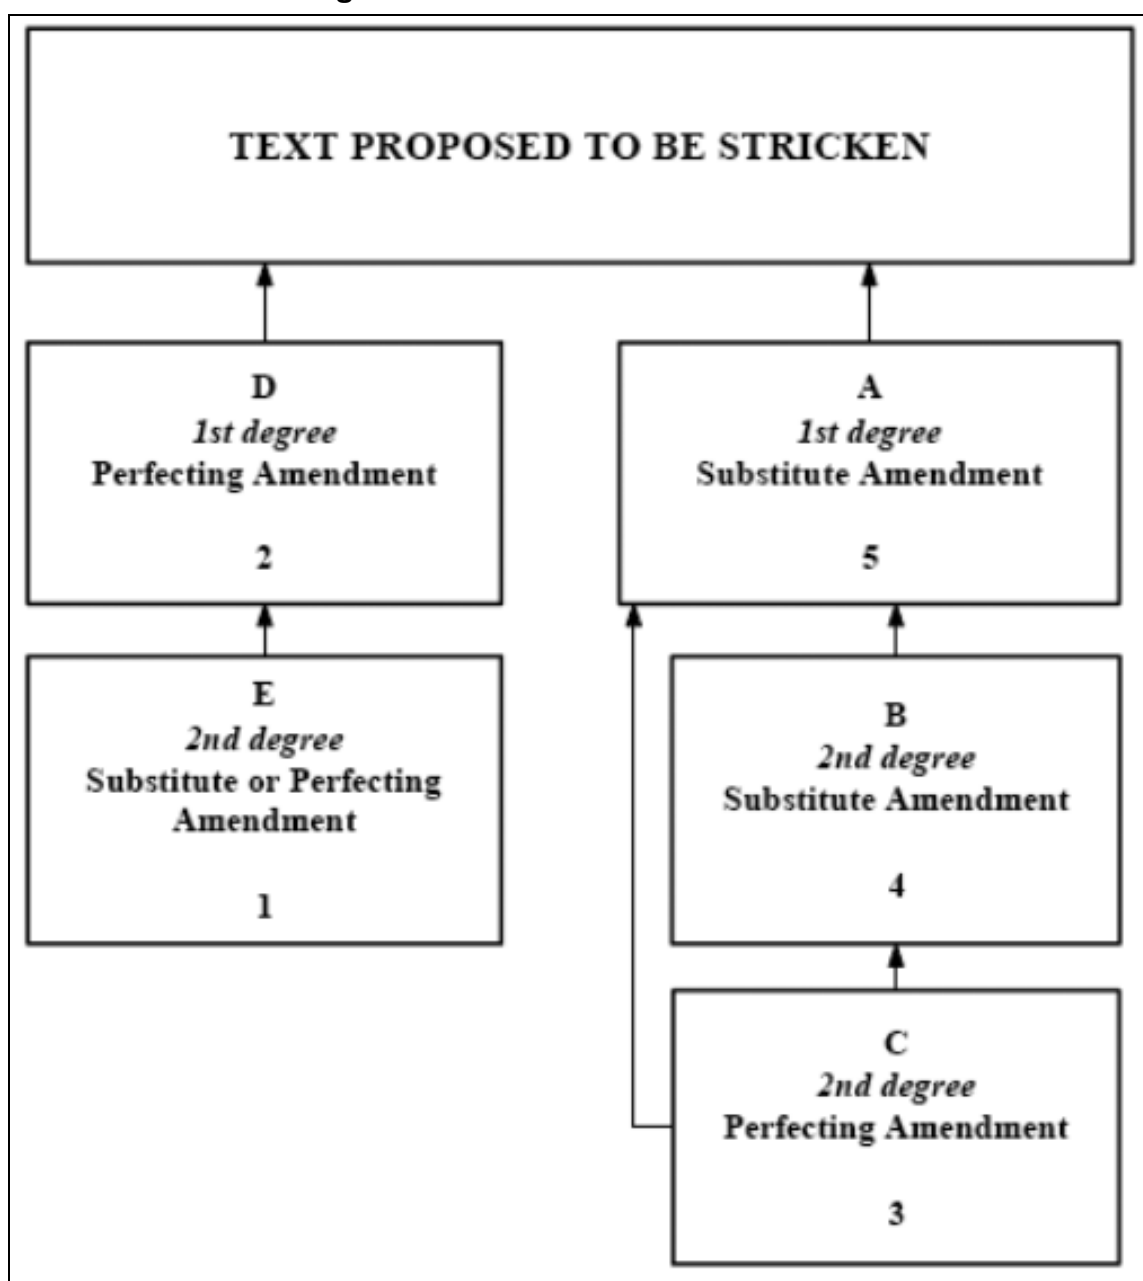 TEXT PROPOSED TO BE STRICKEN
D
1st degree
Perfecting Amendment
2
A
1st degree
Substitute Amendment
5
E
2nd degree
Substitute or Perfecting
Amendment
1
B
2nd degree
Substitute Amendment
4
C
2nd degree
Perfecting Amendment
3